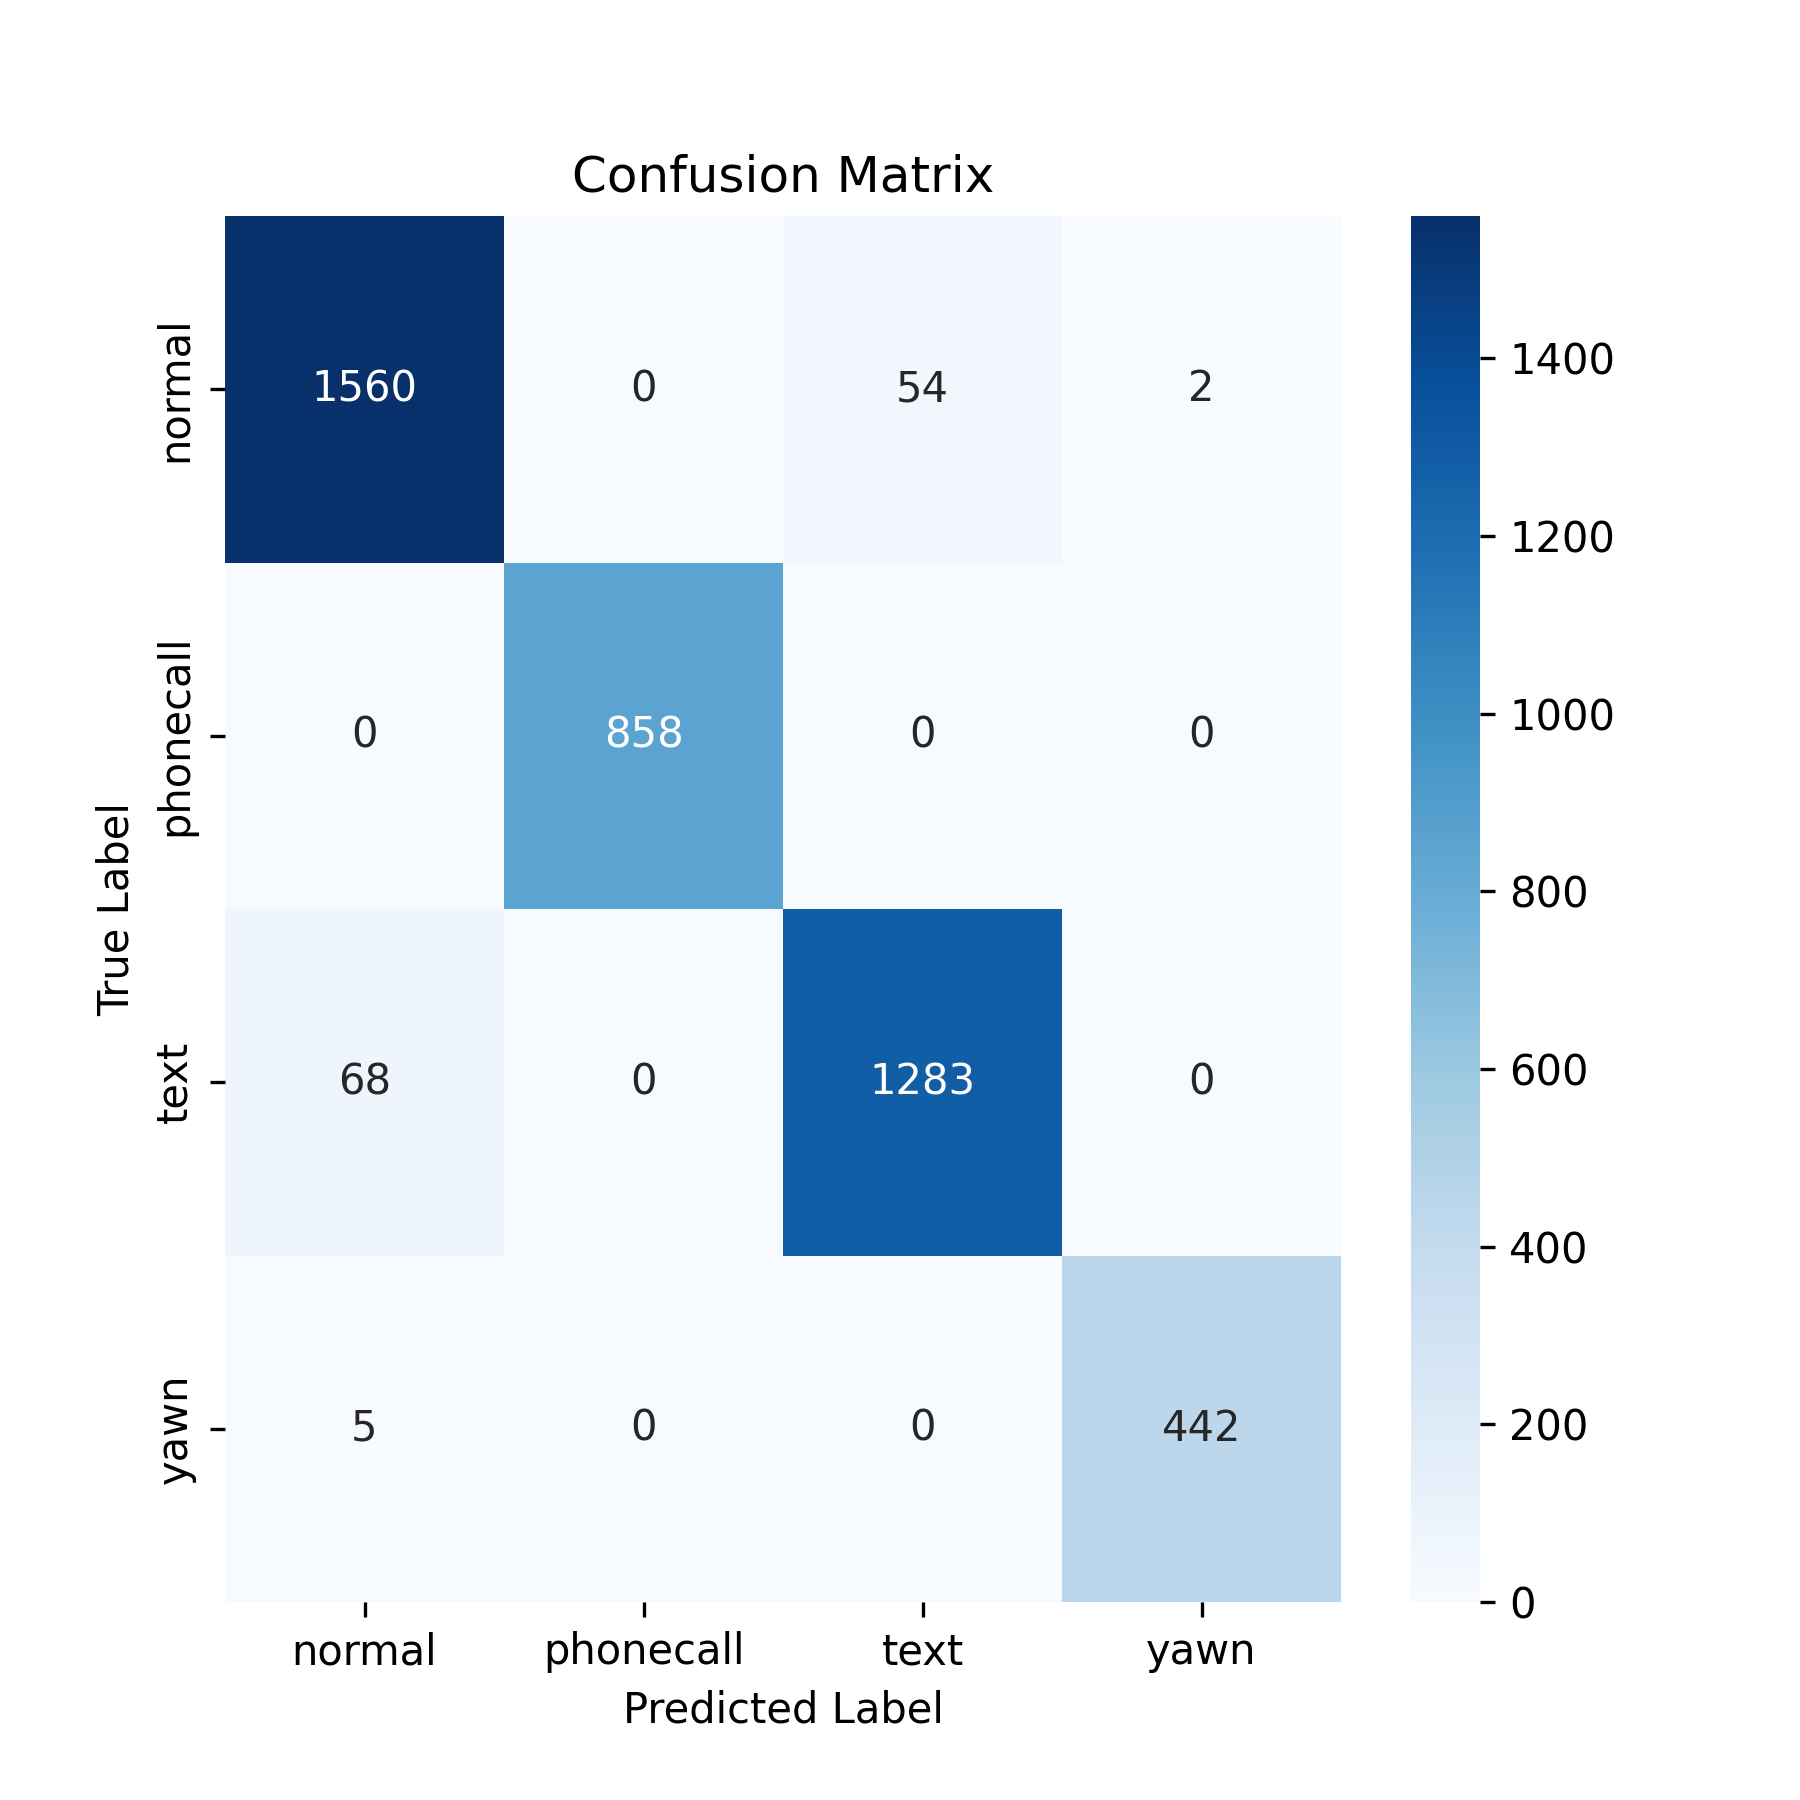 Confusion Matrix
True Label
normal
1560 0 54 2
phonecall
0 858 0 0
text
68 0 1283 0
yawn
5 0 0 442
normal phonecall text yawn
Predicted Label
1400
1200
1000
800
600
400
200
0